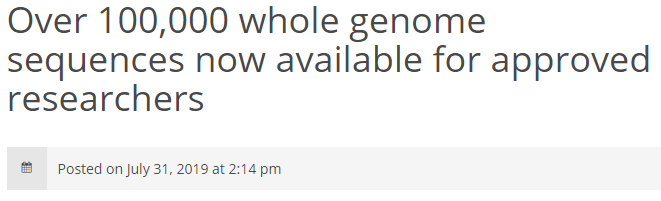 Over 100,000 whole genome
sequences now available for approved
researchers
Posted on July 31, 2019 at 2:14 pm